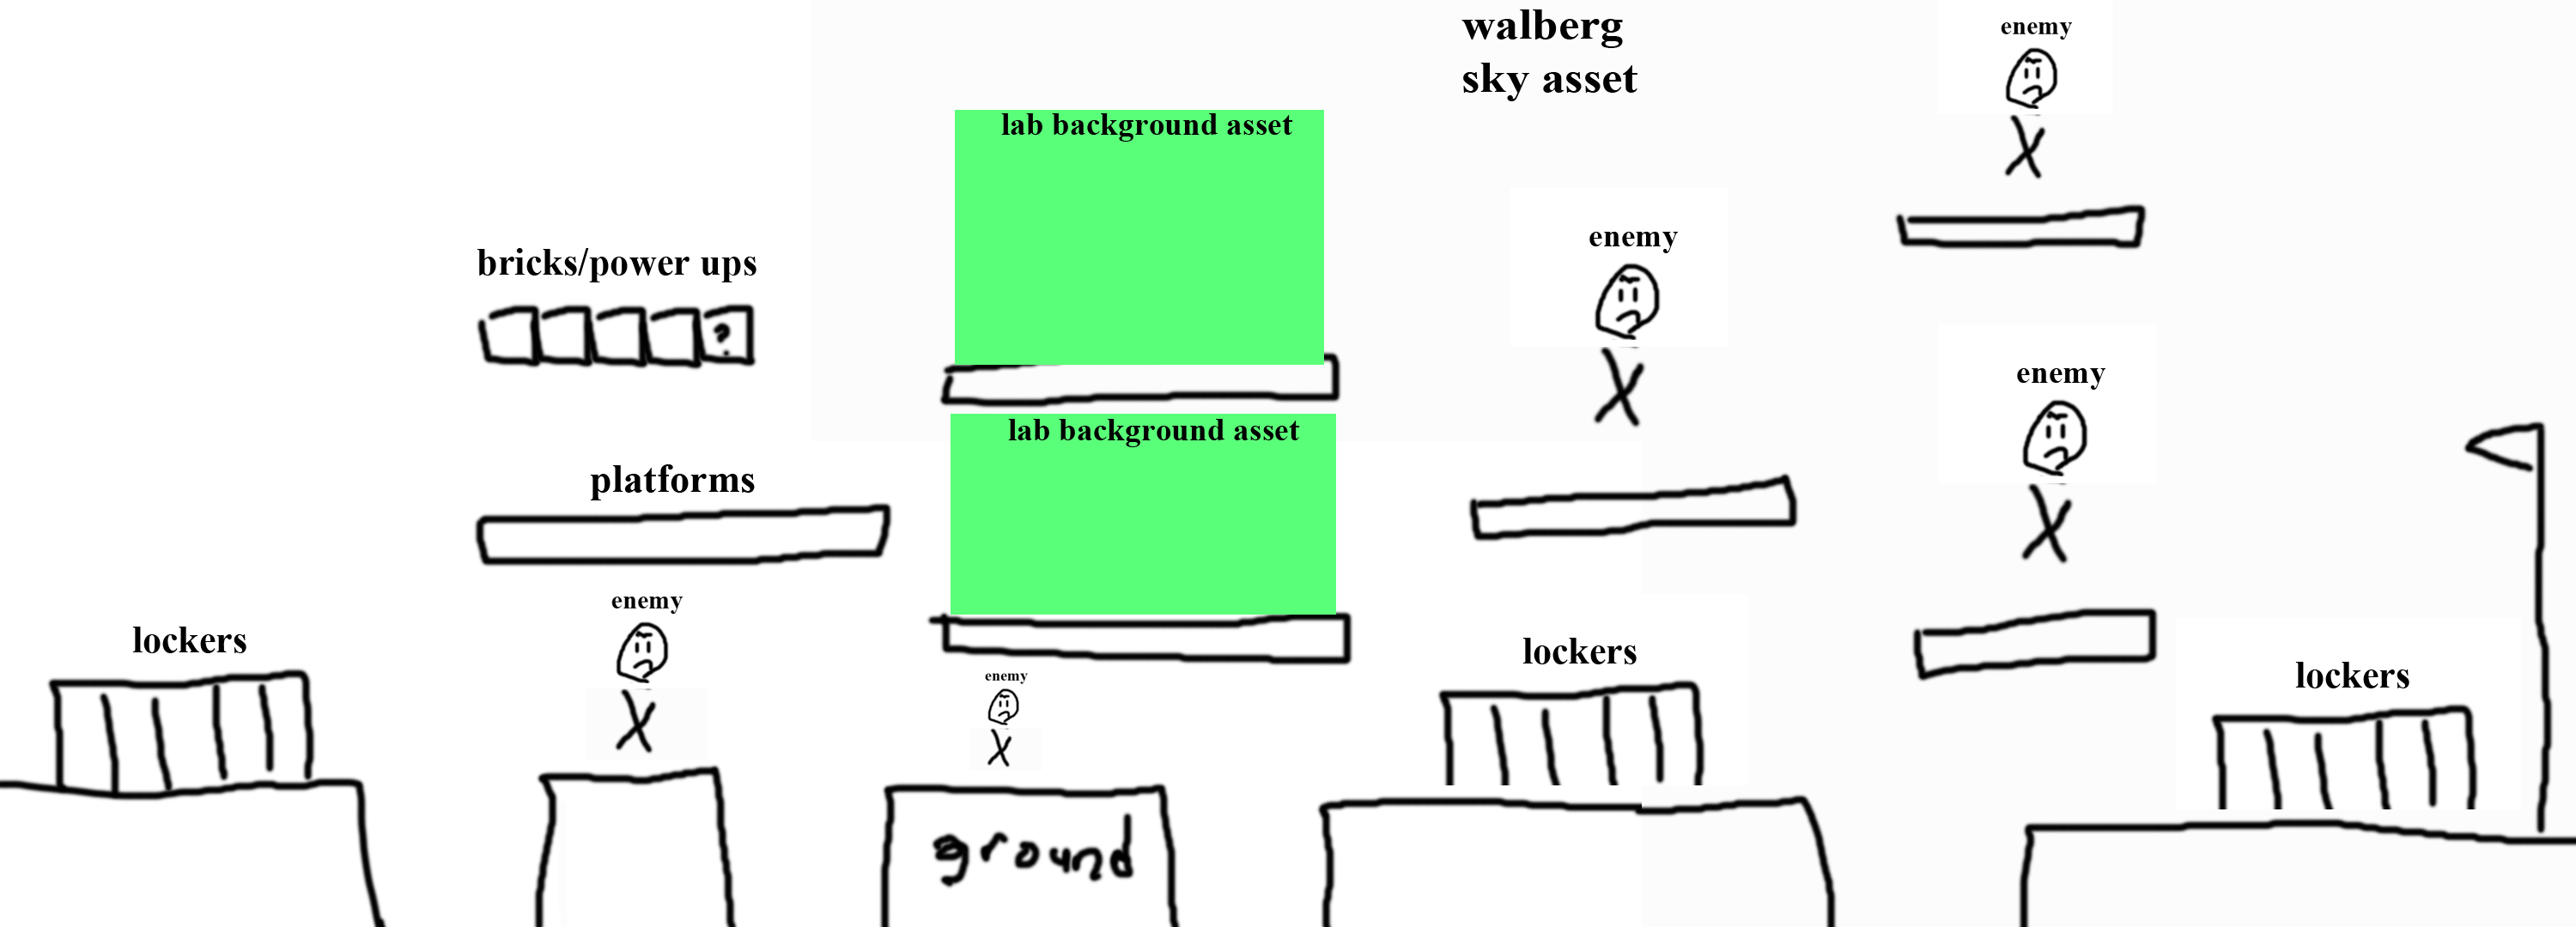 walberg
sky asset
enemy
lab background asset
enemy
bricks/power ups
?
enemy
lab background asset
platforms
enemy
lockers
lockers
lockers
enemy
ground